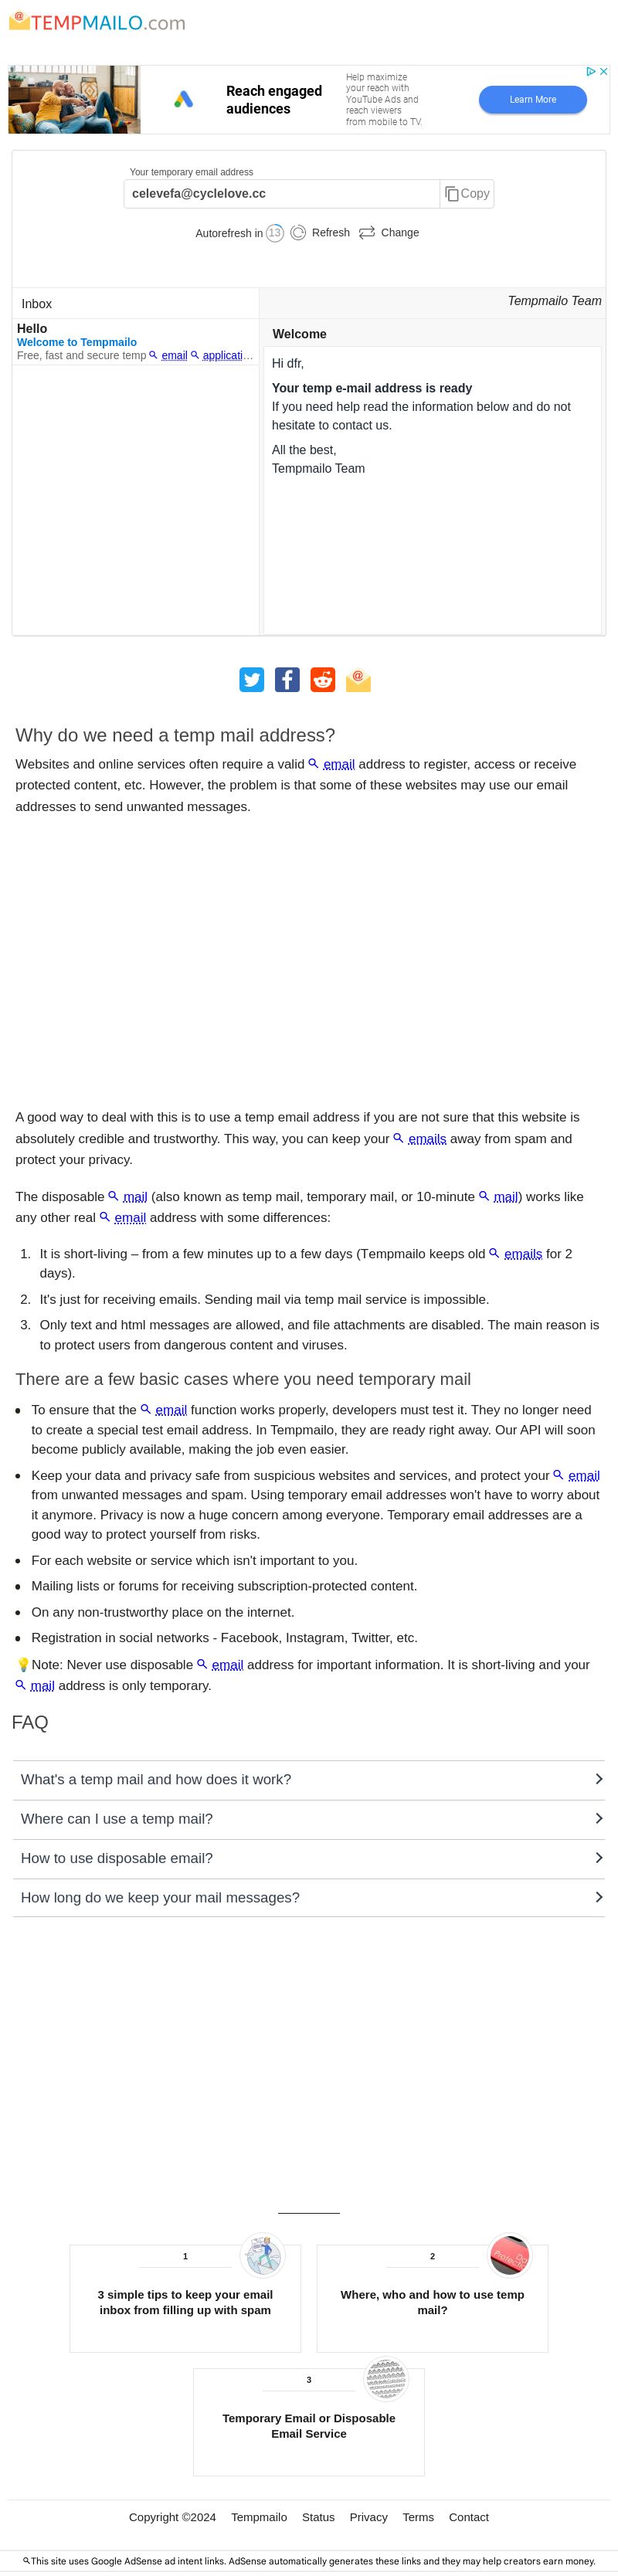 TEMPMAILO.com
Reach engaged
audiences
Help maximize
your reach with
YouTube Ads and
reach viewers
from mobile to TV.
Learn More
Your temporary email address
celevefa@cyclelove.cc
Copy
Autorefresh in 13 Refresh Change
Inbox
Tempmailo Team
Hello
Welcome to Tempmailo
Free, fast and secure temp email applicati…
Welcome
Hi dfr,
Your temp e-mail address is ready
If you need help read the information below and do not
hesitate to contact us.
All the best,
Tempmailo Team
Why do we need a temp mail address?
Websites and online services often require a valid email address to register, access or receive
protected content, etc. However, the problem is that some of these websites may use our email
addresses to send unwanted messages.
A good way to deal with this is to use a temp email address if you are not sure that this website is
absolutely credible and trustworthy. This way, you can keep your emails away from spam and
protect your privacy.
The disposable mail (also known as temp mail, temporary mail, or 10-minute mail) works like
any other real email address with some differences:
1. It is short-living – from a few minutes up to a few days (Tempmailo keeps old emails for 2
days).
2. It's just for receiving emails. Sending mail via temp mail service is impossible.
3. Only text and html messages are allowed, and file attachments are disabled. The main reason is
to protect users from dangerous content and viruses.
There are a few basic cases where you need temporary mail
• To ensure that the email function works properly, developers must test it. They no longer need
to create a special test email address. In Tempmailo, they are ready right away. Our API will soon
become publicly available, making the job even easier.
• Keep your data and privacy safe from suspicious websites and services, and protect your email
from unwanted messages and spam. Using temporary email addresses won't have to worry about
it anymore. Privacy is now a huge concern among everyone. Temporary email addresses are a
good way to protect yourself from risks.
• For each website or service which isn't important to you.
• Mailing lists or forums for receiving subscription-protected content.
• On any non-trustworthy place on the internet.
• Registration in social networks - Facebook, Instagram, Twitter, etc.
💡Note: Never use disposable email address for important information. It is short-living and your
mail address is only temporary.
FAQ
What's a temp mail and how does it work?
Where can I use a temp mail?
How to use disposable email?
How long do we keep your mail messages?
1
3 simple tips to keep your email
inbox from filling up with spam
2
Where, who and how to use temp
mail?
3
Temporary Email or Disposable
Email Service
Copyright ©2024 Tempmailo Status Privacy Terms Contact
This site uses Google AdSense ad intent links. AdSense automatically generates these links and they may help creators earn money.